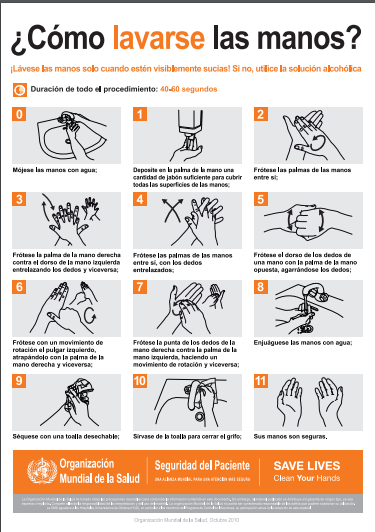 ¿Cómo lavarse las manos?
¡Lávese las manos solo cuando estén visiblemente sucias! Si no, utilice la solución alcohólica
Duración de todo el procedimiento: 40-60 segundos
0
Mójese las manos con agua;
1
Deposite en la palma de la mano una
cantidad de jabón suficiente para cubrir
todas las superficies de las manos;
2
Frótese las palmas de las manos
entre sí;
3
Frótese la palma de la mano derecha
contra el dorso de la mano izquierda
entrelazando los dedos y viceversa;
4
Frótese las palmas de las manos
entre sí, con los dedos
entrelazados;
5
Frótese el dorso de los dedos de
una mano con la palma de la mano
opuesta, agarrándose los dedos;
6
Frótese con un movimiento de
rotación el pulgar izquierdo,
atrapándolo con la palma de la
mano derecha y viceversa;
7
Frótese la punta de los dedos de la
mano derecha contra la palma de la
mano izquierda, haciendo un
movimiento de rotación y viceversa;
8
Enjuáguese las manos con agua;
9
Séquese con una toalla desechable;
10
Sírvase de la toalla para cerrar el grifo;
11
Sus manos son seguras.
Organización
Mundial de la Salud
Seguridad del Paciente
UNA ALIANZA MUNDIAL PARA UNA ATENCIÓN MÁS SEGURA
SAVE LIVES
Clean Your Hands
Organización Mundial de la Salud, Octubre 2010